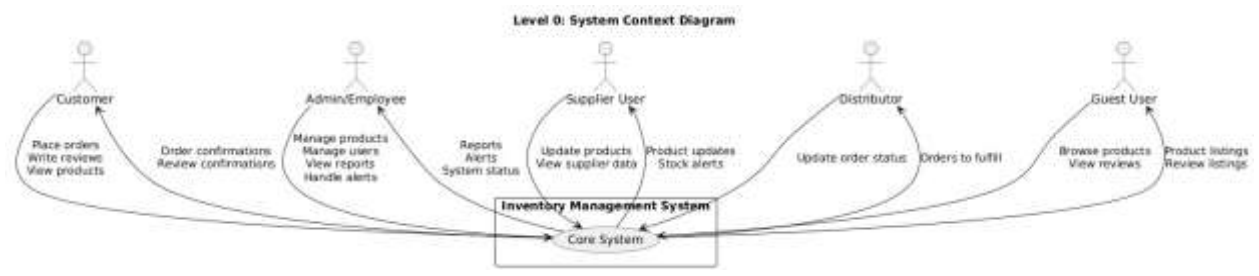 Level 0: System Context Diagram
Customer
Admin/Employee
Supplier User
Distributor
Guest User
Place orders
Write reviews
View products
Order confirmations
Review confirmations
Manage products
Manage users
View reports
Handle alerts
Reports
Alerts
System status
Update products
View supplier data
Product updates
Stock alerts
Update order status
Orders to fulfill
Browse products
View reviews
Product listings
Review listings
Inventory Management System
Core System